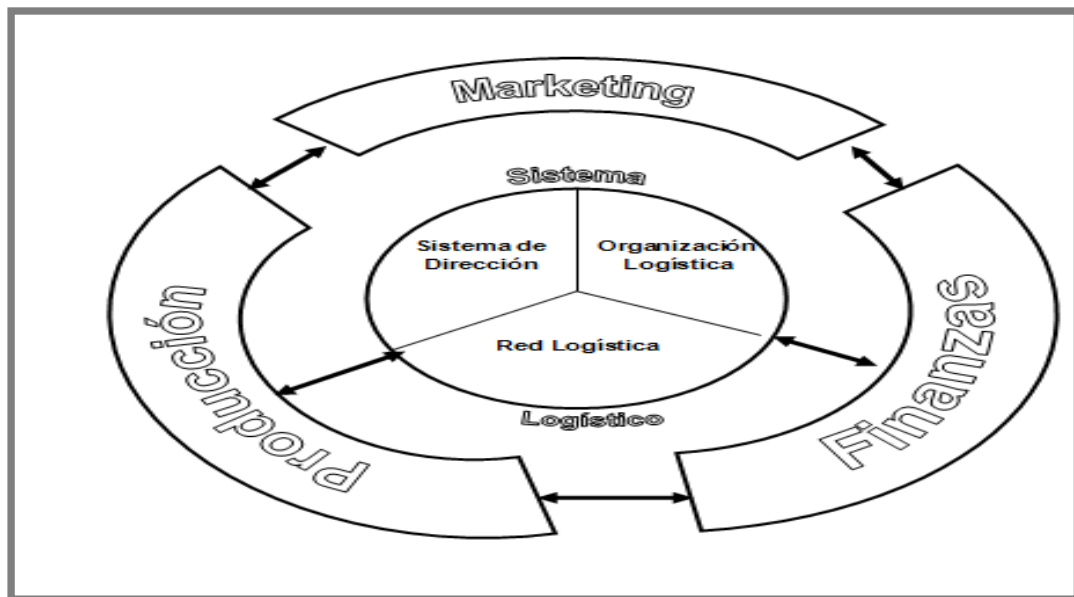 Marketing
Sistema
Sistema de
Dirección
Organización
Logística
Red Logística
Logístico
Producción
Finanzas